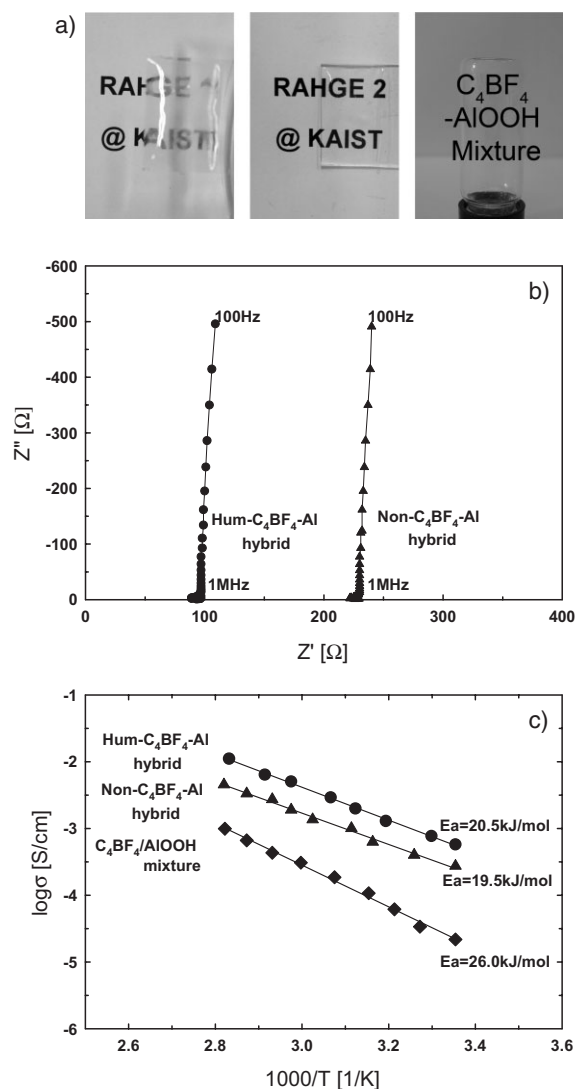 a)
RAHGE 2
@ KAIST
RAHGE 2
@ KAIST
C₄BF₄
-AlOOH
Mixture
b)
-600
-500
-400
-300
-200
-100
0
0 100 200 300 400
Z" [Ω]
Z' [Ω]
100Hz
100Hz
Hum-C₄BF₄-Al
hybrid
Non-C₄BF₄-Al
hybrid
1MHz
1MHz
c)
-1
-2
-3
-4
-5
-6
2.6 2.8 3.0 3.2 3.4 3.6
logσ [S/cm]
1000/T [1/K]
Hum-C₄BF₄-Al
hybrid
Non-C₄BF₄-Al
hybrid
C₄BF₄/AlOOH
mixture
Ea=20.5kJ/mol
Ea=19.5kJ/mol
Ea=26.0kJ/mol